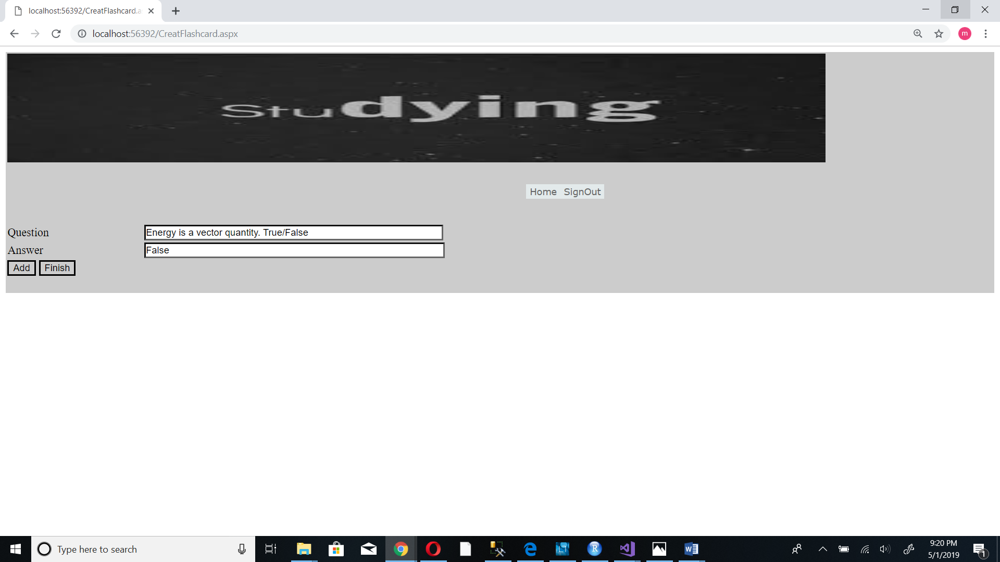 localhost:56392/CreatFlashcard.a
localhost:56392/CreatFlashcard.aspx
m
Studying
Home SignOut
Question Energy is a vector quantity. True/False
Answer False
Add Finish
Type here to search
R
W
9:20 PM
5/1/2019
1